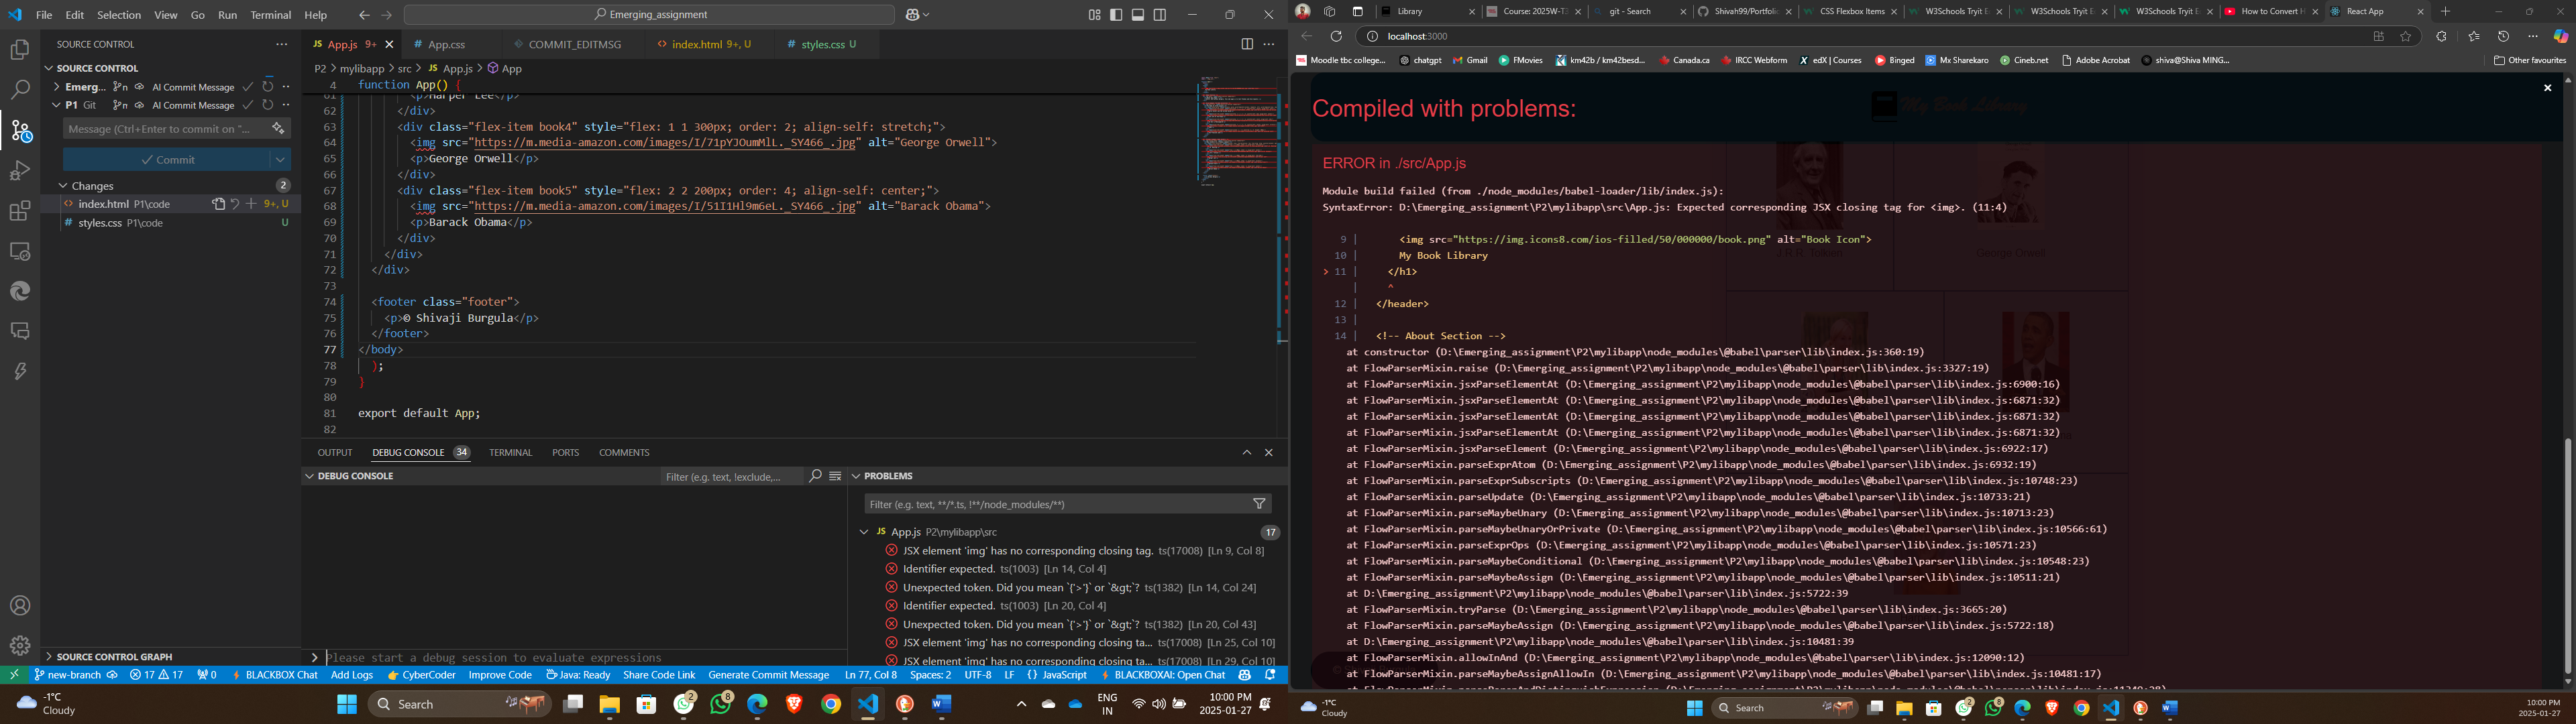 File Edit Selection View Go Run Terminal Help
Emerging_assignment
SOURCE CONTROL
SOURCE CONTROL
Emerg... AI Commit Message
P1 Git AI Commit Message
Message (Ctrl+Enter to commit on "...
Commit
Changes 2
index.html P1\code 9+, U
styles.css P1\code U
SOURCE CONTROL GRAPH
JS App.js 9+
# App.css
COMMIT_EDITMSG
index.html 9+, U
# styles.css U
P2 > mylibapp > src > JS App.js > App
4 function App() {
61 <p>Harper Lee</p>
62 </div>
63 <div class="flex-item book4" style="flex: 1 1 300px; order: 2; align-self: stretch;">
64 <img src="https://m.media-amazon.com/images/I/71pYJOumMlL._SY466_.jpg" alt="George Orwell">
65 <p>George Orwell</p>
66 </div>
67 <div class="flex-item book5" style="flex: 2 2 200px; order: 4; align-self: center;">
68 <img src="https://m.media-amazon.com/images/I/51I1Hl9m6eL._SY466_.jpg" alt="Barack Obama">
69 <p>Barack Obama</p>
70 </div>
71 </div>
72 </div>
73
74 <footer class="footer">
75 <p>© Shivaji Burgula</p>
76 </footer>
77 </body>
78 );
79 }
80
81 export default App;
82
OUTPUT DEBUG CONSOLE 34 TERMINAL PORTS COMMENTS
DEBUG CONSOLE
Filter (e.g. text, !exclude,...
Please start a debug session to evaluate expressions
PROBLEMS
Filter (e.g. text, **/*.ts, !**/node_modules/**)
JS App.js P2\mylibapp\src 17
JSX element 'img' has no corresponding closing tag. ts(17008) [Ln 9, Col 8]
Identifier expected. ts(1003) [Ln 14, Col 4]
Unexpected token. Did you mean `{'>'}` or `&gt;`? ts(1382) [Ln 14, Col 24]
Identifier expected. ts(1003) [Ln 20, Col 4]
Unexpected token. Did you mean `{'>'}` or `&gt;`? ts(1382) [Ln 20, Col 43]
JSX element 'img' has no corresponding closing ta... ts(17008) [Ln 25, Col 10]
JSX element 'img' has no corresponding closing ta... ts(17008) [Ln 29, Col 10]
new-branch 17 17 0 BLACKBOX Chat Add Logs CyberCoder Improve Code Java: Ready Share Code Link Generate Commit Message Ln 77, Col 8 Spaces: 2 UTF-8 LF {} JavaScript BLACKBOXAI: Open Chat
-1°C
Cloudy
Search
2
8
ENG
IN
10:00 PM
2025-01-27
Library
Course: 2025W-T2
git - Search
Shivah99/Portfolio
CSS Flexbox Items
W3Schools Tryit E
W3Schools Tryit E
W3Schools Tryit E
How to Convert H
React App
localhost:3000
Moodle tbc college... chatgpt Gmail FMovies km42b / km42besd... Canada.ca IRCC Webform edX | Courses Binged Mx Sharekaro Cineb.net Adobe Acrobat shiva@Shiva MING... Other favourites
My Book Library
Compiled with problems:
ERROR in ./src/App.js
Module build failed (from ./node_modules/babel-loader/lib/index.js):
SyntaxError: D:\Emerging_assignment\P2\mylibapp\src\App.js: Expected corresponding JSX closing tag for <img>. (11:4)
9 | <img src="https://img.icons8.com/ios-filled/50/000000/book.png" alt="Book Icon">
10 | My Book Library
J.R.R. Tolkien
George Orwell
> 11 | </h1>
| ^
12 | </header>
13 |
14 | <!-- About Section -->
at constructor (D:\Emerging_assignment\P2\mylibapp\node_modules\@babel\parser\lib\index.js:360:19)
at FlowParserMixin.raise (D:\Emerging_assignment\P2\mylibapp\node_modules\@babel\parser\lib\index.js:3327:19)
at FlowParserMixin.jsxParseElementAt (D:\Emerging_assignment\P2\mylibapp\node_modules\@babel\parser\lib\index.js:6900:16)
at FlowParserMixin.jsxParseElementAt (D:\Emerging_assignment\P2\mylibapp\node_modules\@babel\parser\lib\index.js:6871:32)
at FlowParserMixin.jsxParseElementAt (D:\Emerging_assignment\P2\mylibapp\node_modules\@babel\parser\lib\index.js:6871:32)
at FlowParserMixin.jsxParseElementAt (D:\Emerging_assignment\P2\mylibapp\node_modules\@babel\parser\lib\index.js:6871:32)
at FlowParserMixin.jsxParseElement (D:\Emerging_assignment\P2\mylibapp\node_modules\@babel\parser\lib\index.js:6922:17)
at FlowParserMixin.parseExprAtom (D:\Emerging_assignment\P2\mylibapp\node_modules\@babel\parser\lib\index.js:6932:19)
at FlowParserMixin.parseExprSubscripts (D:\Emerging_assignment\P2\mylibapp\node_modules\@babel\parser\lib\index.js:10748:23)
at FlowParserMixin.parseUpdate (D:\Emerging_assignment\P2\mylibapp\node_modules\@babel\parser\lib\index.js:10733:21)
at FlowParserMixin.parseMaybeUnary (D:\Emerging_assignment\P2\mylibapp\node_modules\@babel\parser\lib\index.js:10713:23)
at FlowParserMixin.parseMaybeUnaryOrPrivate (D:\Emerging_assignment\P2\mylibapp\node_modules\@babel\parser\lib\index.js:10566:61)
at FlowParserMixin.parseExprOps (D:\Emerging_assignment\P2\mylibapp\node_modules\@babel\parser\lib\index.js:10571:23)
at FlowParserMixin.parseMaybeConditional (D:\Emerging_assignment\P2\mylibapp\node_modules\@babel\parser\lib\index.js:10548:23)
at FlowParserMixin.parseMaybeAssign (D:\Emerging_assignment\P2\mylibapp\node_modules\@babel\parser\lib\index.js:10511:21)
at D:\Emerging_assignment\P2\mylibapp\node_modules\@babel\parser\lib\index.js:5722:39
at FlowParserMixin.tryParse (D:\Emerging_assignment\P2\mylibapp\node_modules\@babel\parser\lib\index.js:3665:20)
at FlowParserMixin.parseMaybeAssign (D:\Emerging_assignment\P2\mylibapp\node_modules\@babel\parser\lib\index.js:5722:18)
at D:\Emerging_assignment\P2\mylibapp\node_modules\@babel\parser\lib\index.js:10481:39
at FlowParserMixin.allowInAnd (D:\Emerging_assignment\P2\mylibapp\node_modules\@babel\parser\lib\index.js:12090:12)
at FlowParserMixin.parseMaybeAssignAllowIn (D:\Emerging_assignment\P2\mylibapp\node_modules\@babel\parser\lib\index.js:10481:17)
at FlowParserMixin.parseParenAndDistinguishExpression (D:\Emerging_assignment\P2\mylibapp\node_modules\@babel\parser\lib\index.js:11349:28)
-1°C
Cloudy
Search
2
8
10:00 PM
2025-01-27